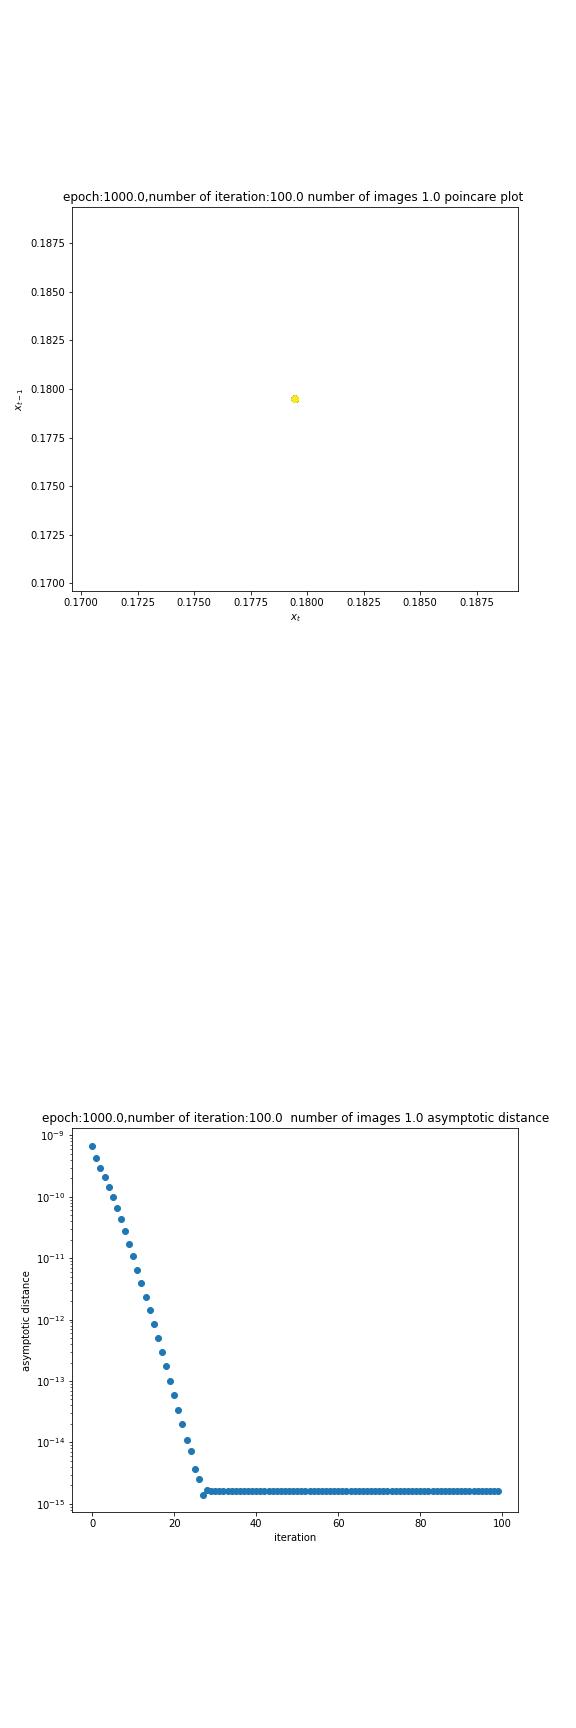 epoch:1000.0,number of iteration:100.0 number of images 1.0 poincare plot
0.1875
0.1850
0.1825
0.1800
0.1775
0.1750
0.1725
0.1700
x_{t-1}
0.1700 0.1725 0.1750 0.1775 0.1800 0.1825 0.1850 0.1875
x_t
epoch:1000.0,number of iteration:100.0  number of images 1.0 asymptotic distance
10^{-9}
10^{-10}
10^{-11}
10^{-12}
10^{-13}
10^{-14}
10^{-15}
asymptotic distance
0 20 40 60 80 100
iteration